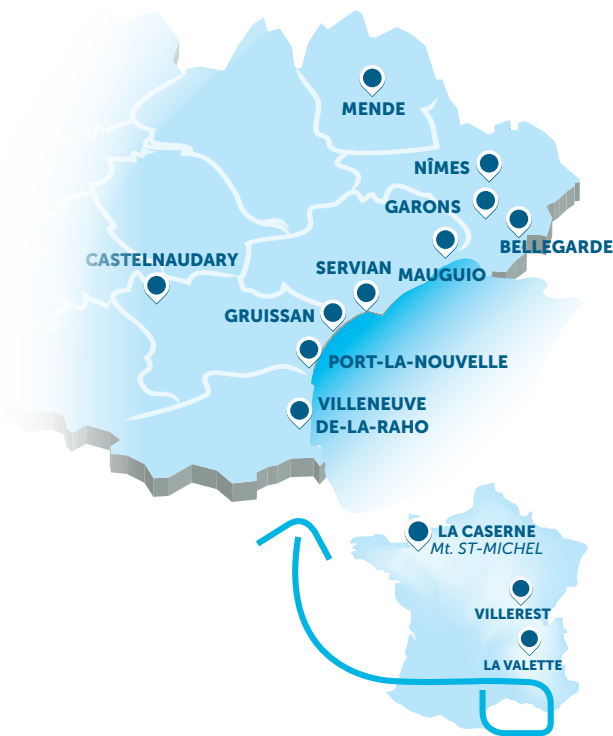 MENDE
NÎMES
GARONS
BELLEGARDE
CASTELNAUDARY
SERVIAN
MAUGUIO
GRUISSAN
PORT-LA-NOUVELLE
VILLENEUVE
DE-LA-RAHO
LA CASERNE
Mt. ST-MICHEL
VILLEREST
LA VALETTE